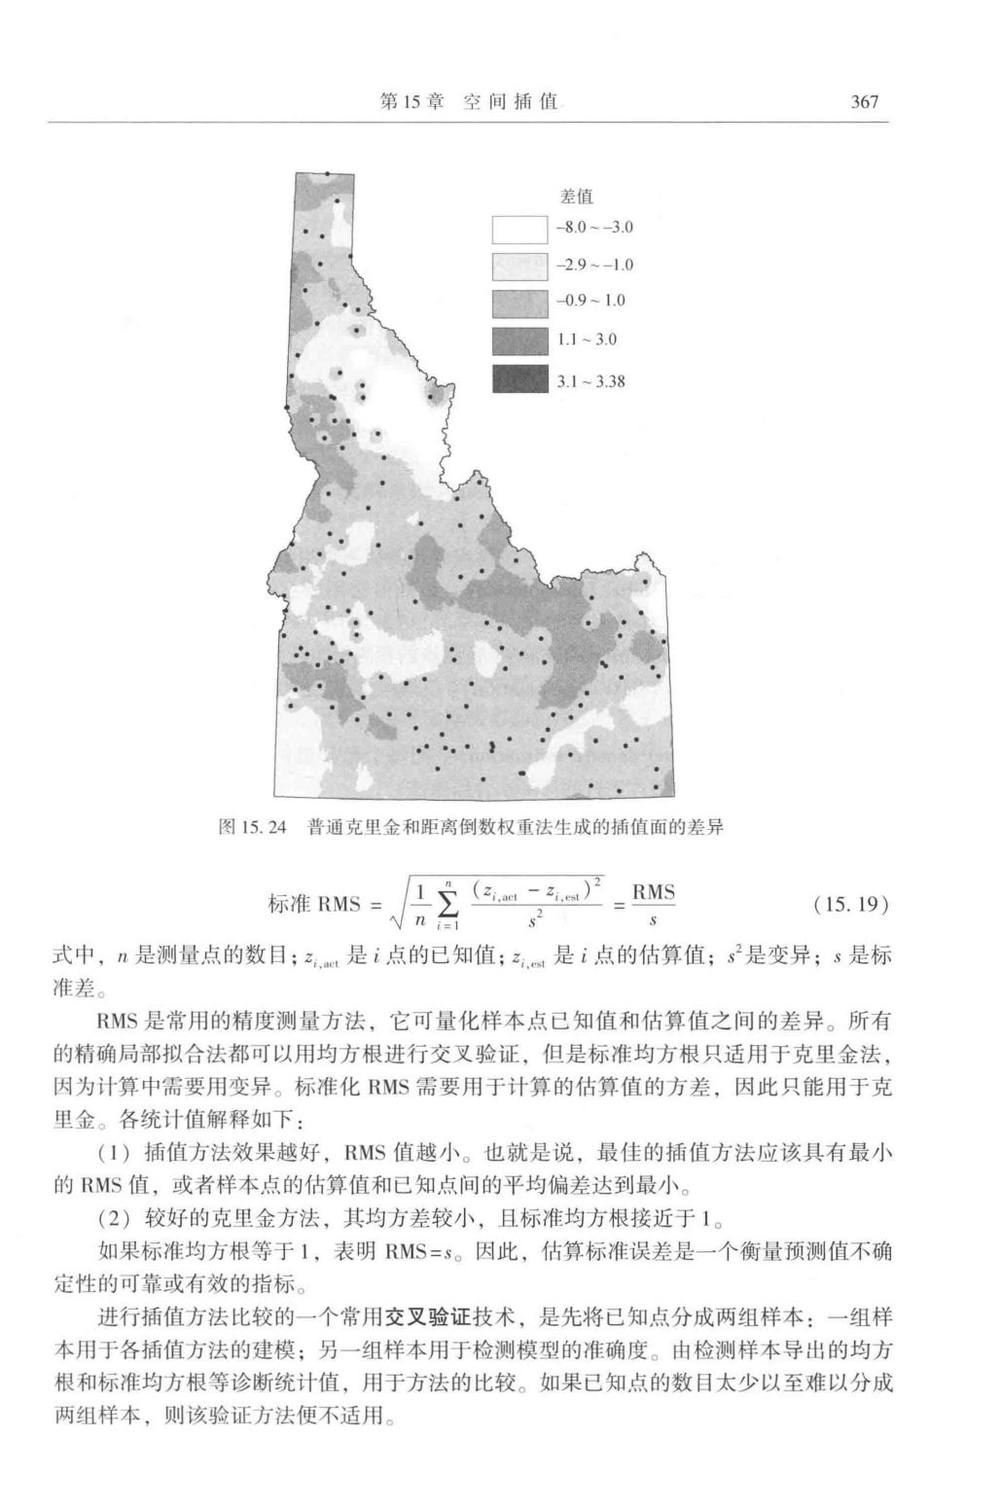 第15章 空间插值
367
差值
-8.0~-3.0
-2.9~-1.0
-0.9~1.0
1.1~3.0
3.1~3.38
图 15.24 普通克里金和距离倒数权重法生成的插值面的差异
标准 RMS = √(1/n ∑_{i=1}^{n} (z_{i,act} - z_{i,est})²/s²) = RMS/s (15.19)
式中，n 是测量点的数目；z_{i,act} 是 i 点的已知值；z_{i,est} 是 i 点的估算值；s²是变异；s 是标
准差。
RMS 是常用的精度测量方法，它可量化样本点已知值和估算值之间的差异。所有
的精确局部拟合法都可以用均方根进行交叉验证，但是标准均方根只适用于克里金法，
因为计算中需要用变异。标准化 RMS 需要用于计算的估算值的方差，因此只能用于克
里金。各统计值解释如下：
(1) 插值方法效果越好，RMS 值越小。也就是说，最佳的插值方法应该具有最小
的 RMS 值，或者样本点的估算值和已知点间的平均偏差达到最小。
(2) 较好的克里金方法，其均方差较小，且标准均方根接近于 1。
如果标准均方根等于 1，表明 RMS=s。因此，估算标准误差是一个衡量预测值不确
定性的可靠或有效的指标。
进行插值方法比较的一个常用交叉验证技术，是先将已知点分成两组样本：一组样
本用于各插值方法的建模；另一组样本用于检测模型的准确度。由检测样本导出的均方
根和标准均方根等诊断统计值，用于方法的比较。如果已知点的数目太少以至难以分成
两组样本，则该验证方法便不适用。